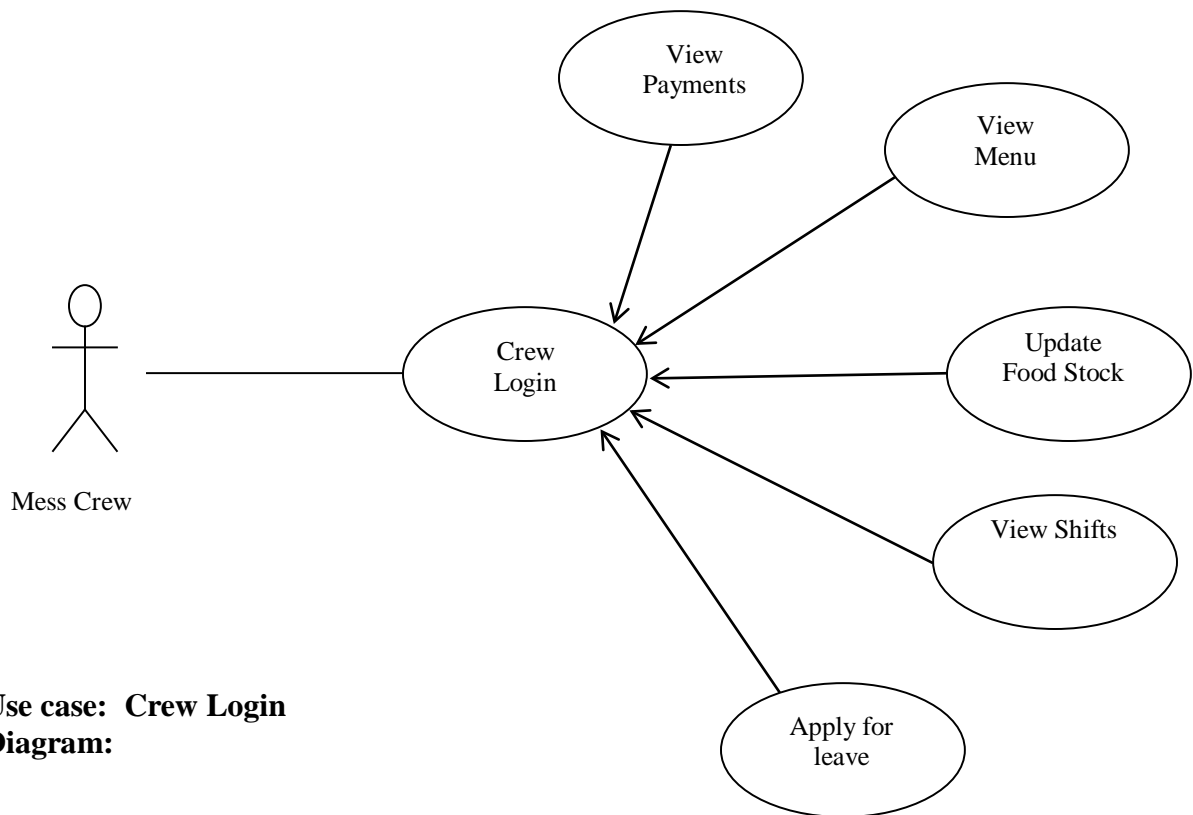 View
Payments
View
Menu
Crew
Login
Update
Food Stock
Mess Crew
View Shifts
Use case: Crew Login
Diagram:
Apply for
leave